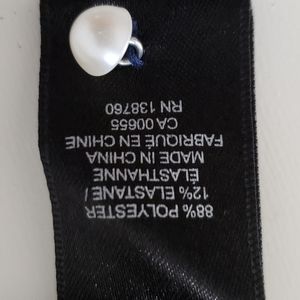 88% POLYESTER
12% ELASTANE/
ÉLASTHANNE
MADE IN CHINA
FABRIQUÉ EN CHINE
CA 00655
RN 138760